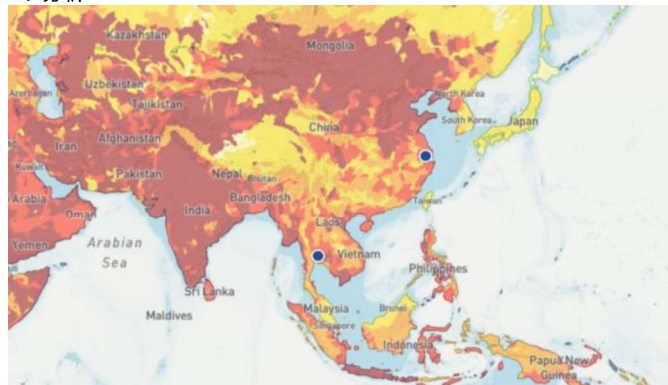 Kazakhstan
Mongolia
Uzbekistan
Azerbaijan
Tajikistan
North Korea
South Korea
Japan
China
Afghanistan
Iran
Kuwait
Pakistan
Nepal
Bhutan
Arabia
Bangladesh
Taiwan
Oman
India
Laos
Yemen
Arabian
Sea
Vietnam
Philippines
Sri Lanka
Maldives
Malaysia
Brunei
Singapore
Indonesia
Papua New
Guinea